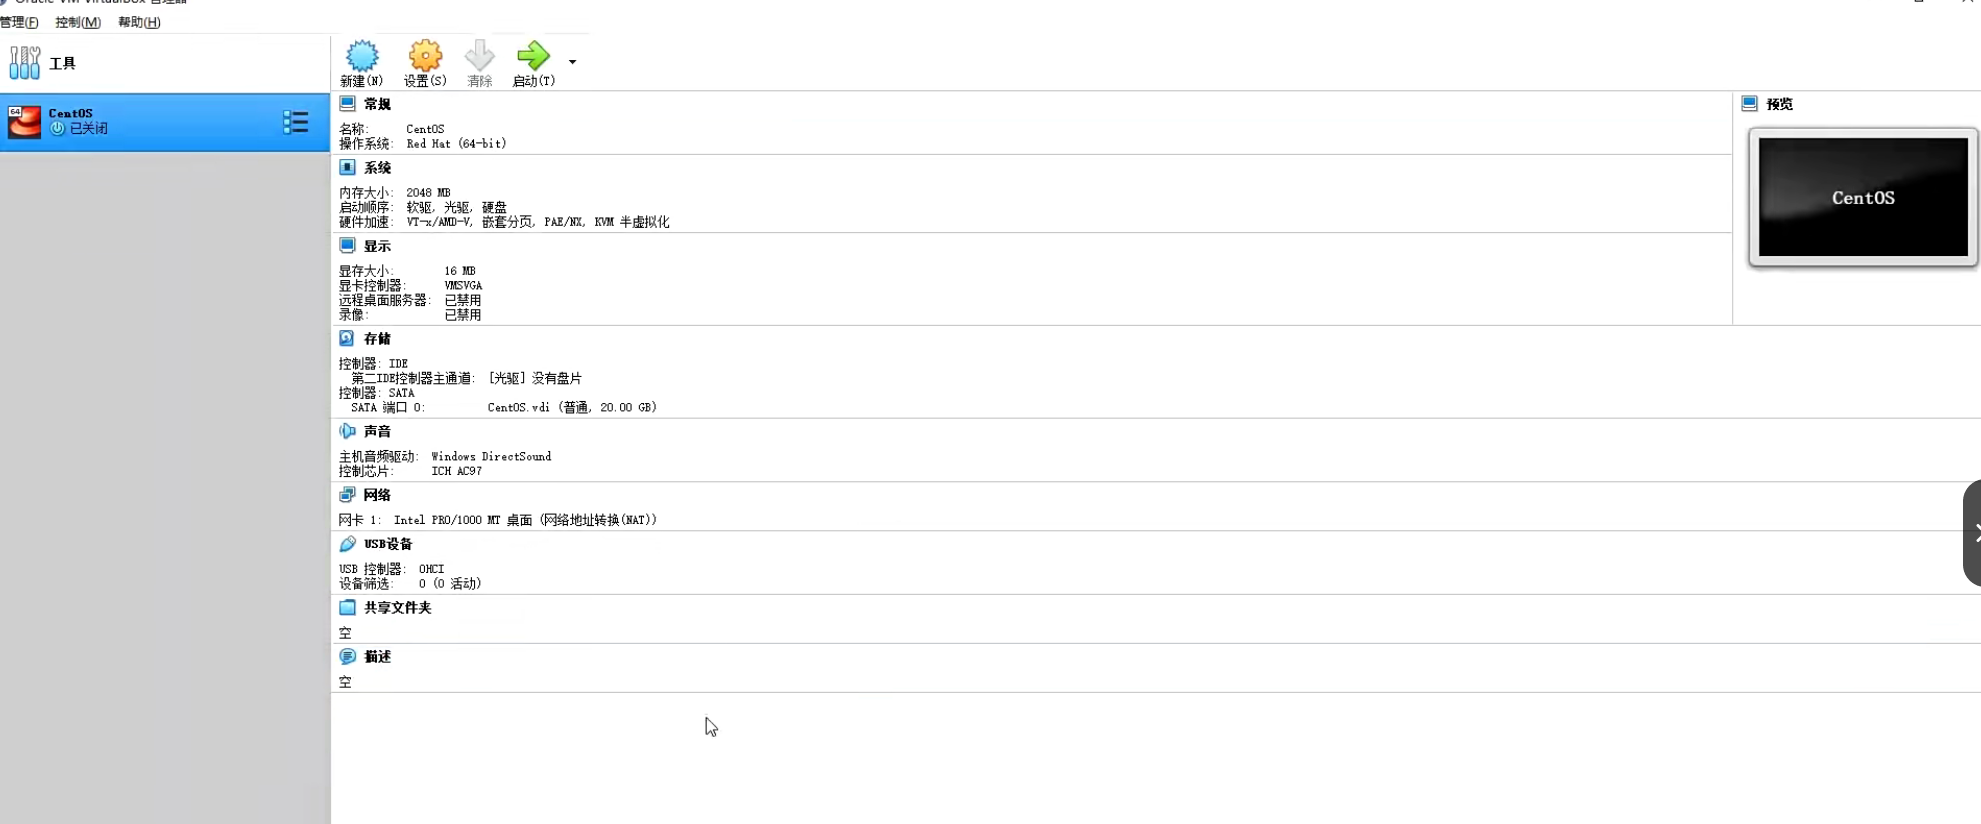 Oracle VM VirtualBox 管理器
管理(F) 控制(M) 帮助(H)
工具
新建(N) 设置(S) 清除 启动(T)
64
CentOS
已关闭
常规
名称: CentOS
操作系统: Red Hat (64-bit)
系统
内存大小: 2048 MB
启动顺序: 软驱, 光驱, 硬盘
硬件加速: VT-x/AMD-V, 嵌套分页, PAE/NX, KVM 半虚拟化
显示
显存大小: 16 MB
显卡控制器: VMSVGA
远程桌面服务器: 已禁用
录像: 已禁用
预览
CentOS
存储
控制器: IDE
第二IDE控制器主通道: [光驱] 没有盘片
控制器: SATA
SATA 端口 0: CentOS.vdi (普通, 20.00 GB)
声音
主机音频驱动: Windows DirectSound
控制芯片: ICH AC97
网络
网卡 1: Intel PRO/1000 MT 桌面 (网络地址转换(NAT))
USB设备
USB 控制器: OHCI
设备筛选: 0 (0 活动)
共享文件夹
空
描述
空